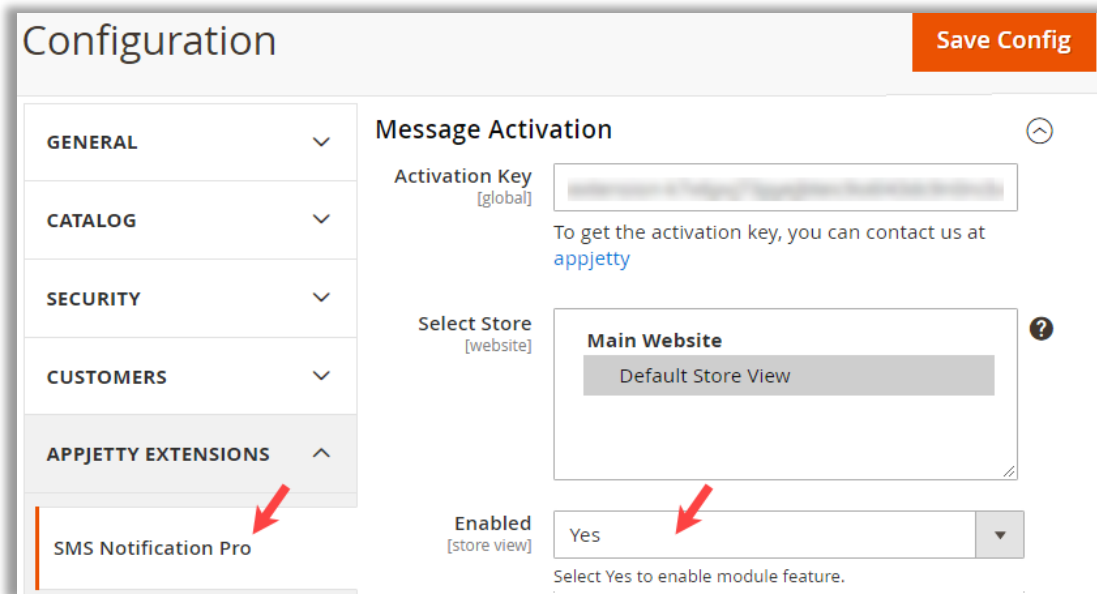 Configuration
Save Config
GENERAL
CATALOG
SECURITY
CUSTOMERS
APPJETTY EXTENSIONS
SMS Notification Pro
Message Activation
Activation Key
[global]
To get the activation key, you can contact us at
appjetty
Select Store
[website]
?
Main Website
Default Store View
Enabled
[store view]
Yes
Select Yes to enable module feature.